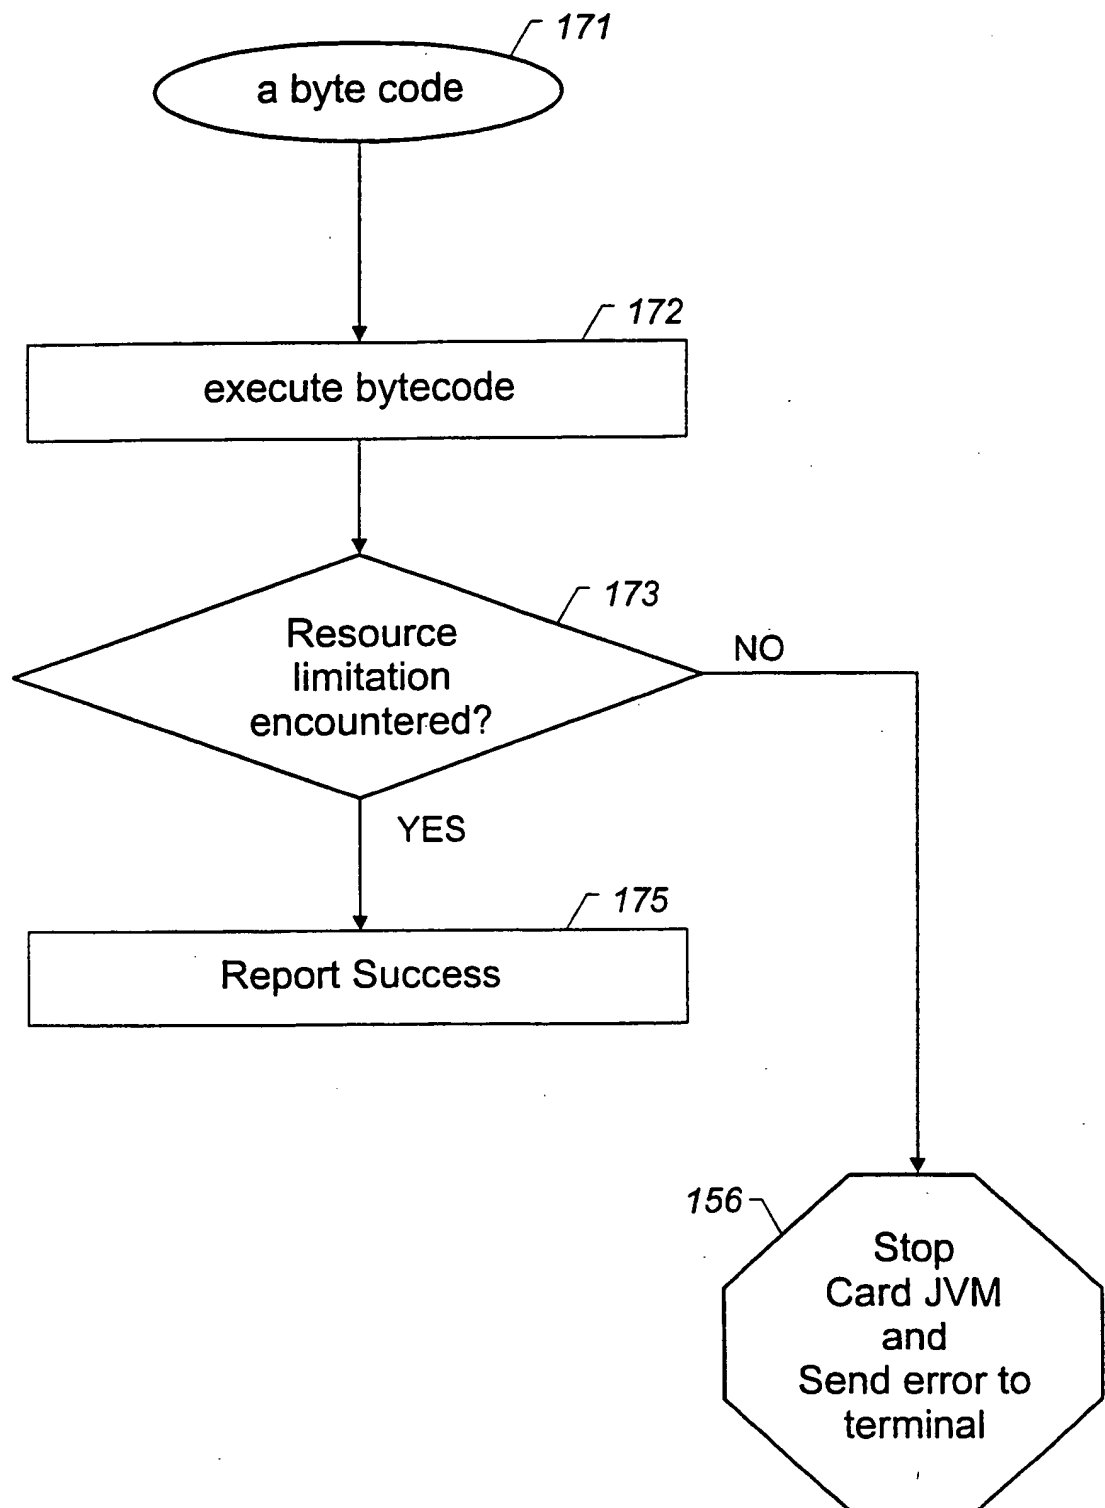 171
a byte code
172
execute bytecode
173
Resource
limitation
encountered?
NO
YES
175
Report Success
156
Stop
Card JVM
and
Send error to
terminal